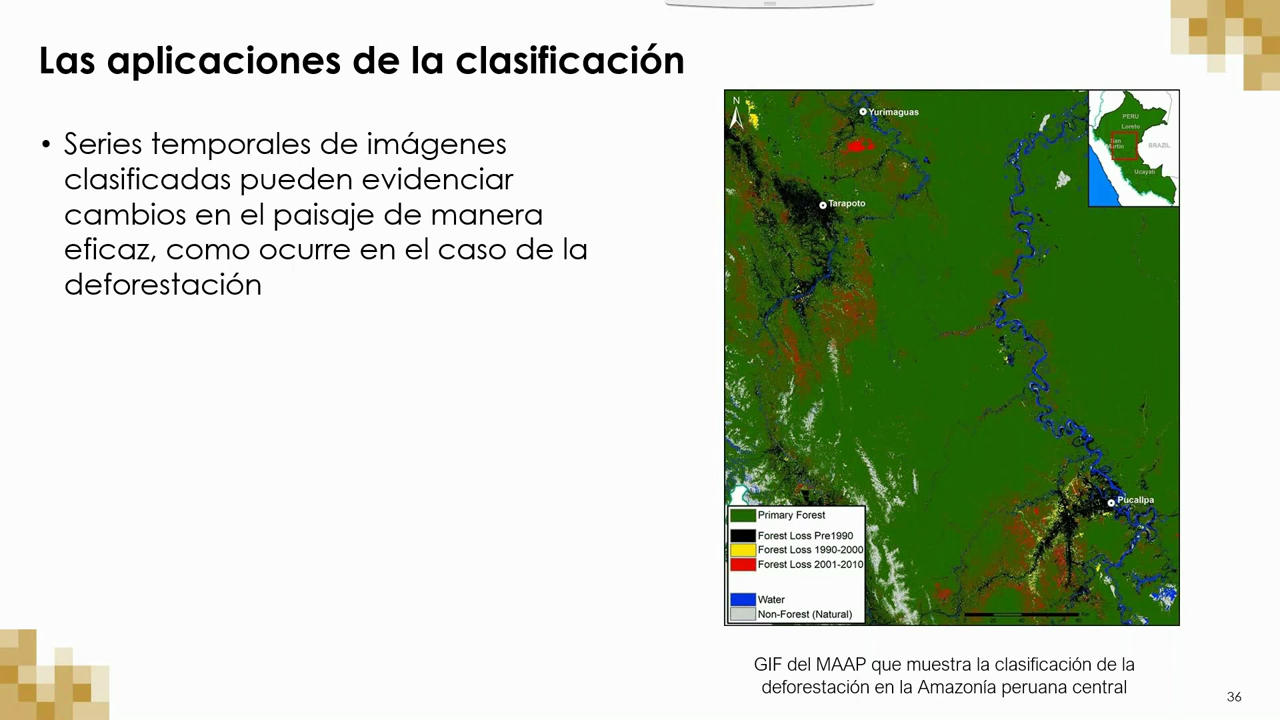 Las aplicaciones de la clasificación
• Series temporales de imágenes
clasificadas pueden evidenciar
cambios en el paisaje de manera
eficaz, como ocurre en el caso de la
deforestación
N
Yurimaguas
Tarapoto
Pucallpa
PERU
Loreto
San
Martin
BRAZIL
Ucayali
Primary Forest
Forest Loss Pre1990
Forest Loss 1990-2000
Forest Loss 2001-2010
Water
Non-Forest (Natural)
GIF del MAAP que muestra la clasificación de la
deforestación en la Amazonía peruana central
36